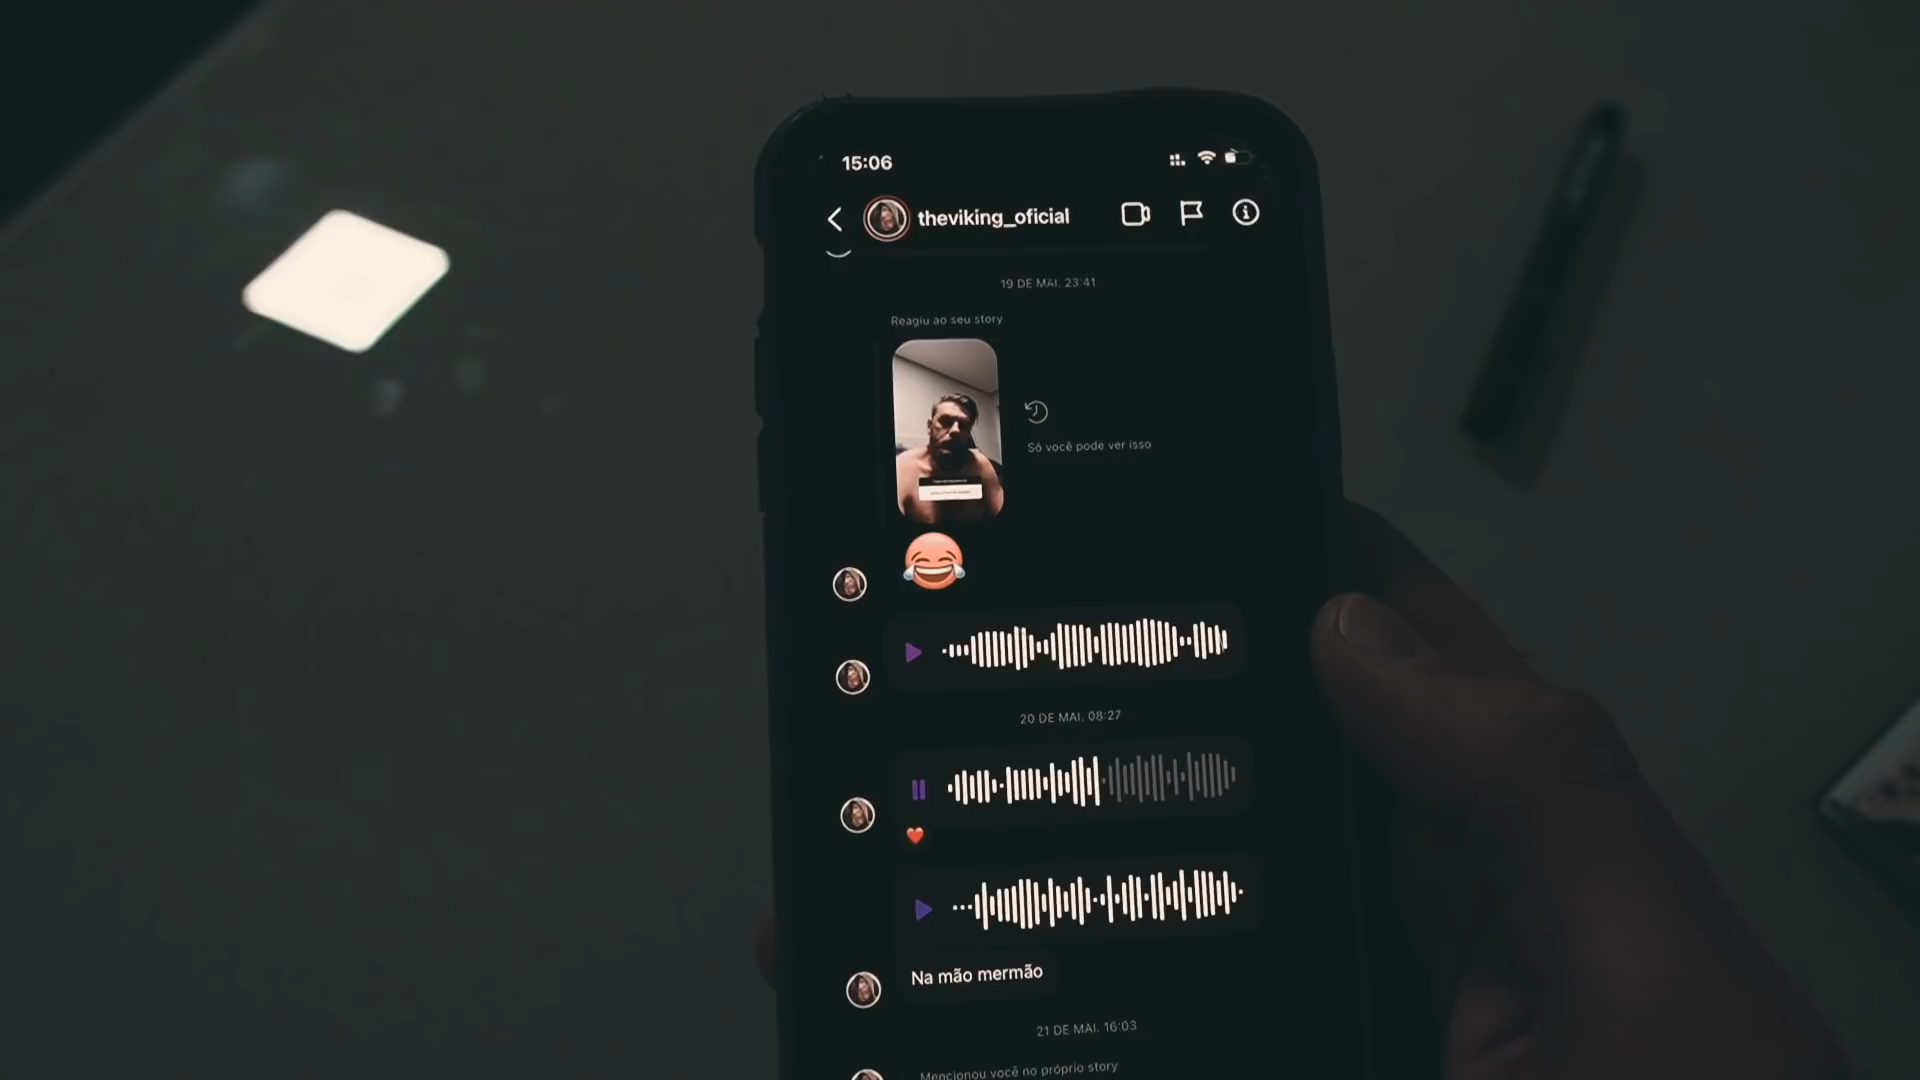 15:06
theviking_oficial
19 DE MAI. 23:41
Reagiu ao seu story
Só você pode ver isso
20 DE MAI. 08:27
Na mão mermão
21 DE MAI. 16:03
Mencionou você no próprio story